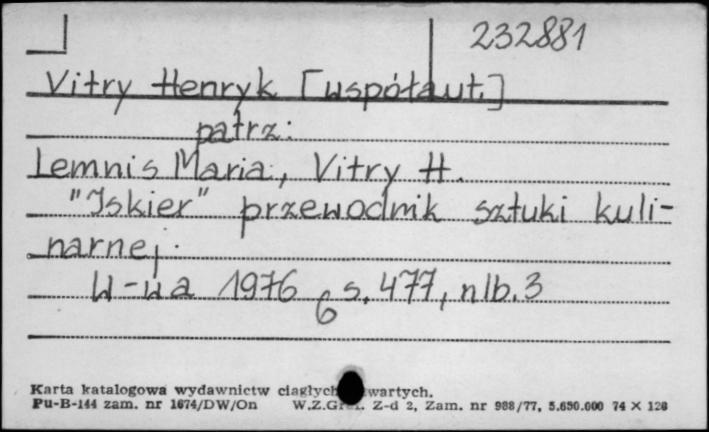 232881
Vitry Henryk [współaut.]
patrz:
Lemnis Maria, Vitry H.
"Iskier" przewodnik sztuki kuli-
narnej.
W-wa 1976 s. 477, nlb. 3
6
Karta katalogowa wydawnictw ciągłych
Pu-B-144 zam. nr 1674/DW/On W.Z.Graf. Z-d 2, Zam. nr 988/77, 5.650.000 74 X 126